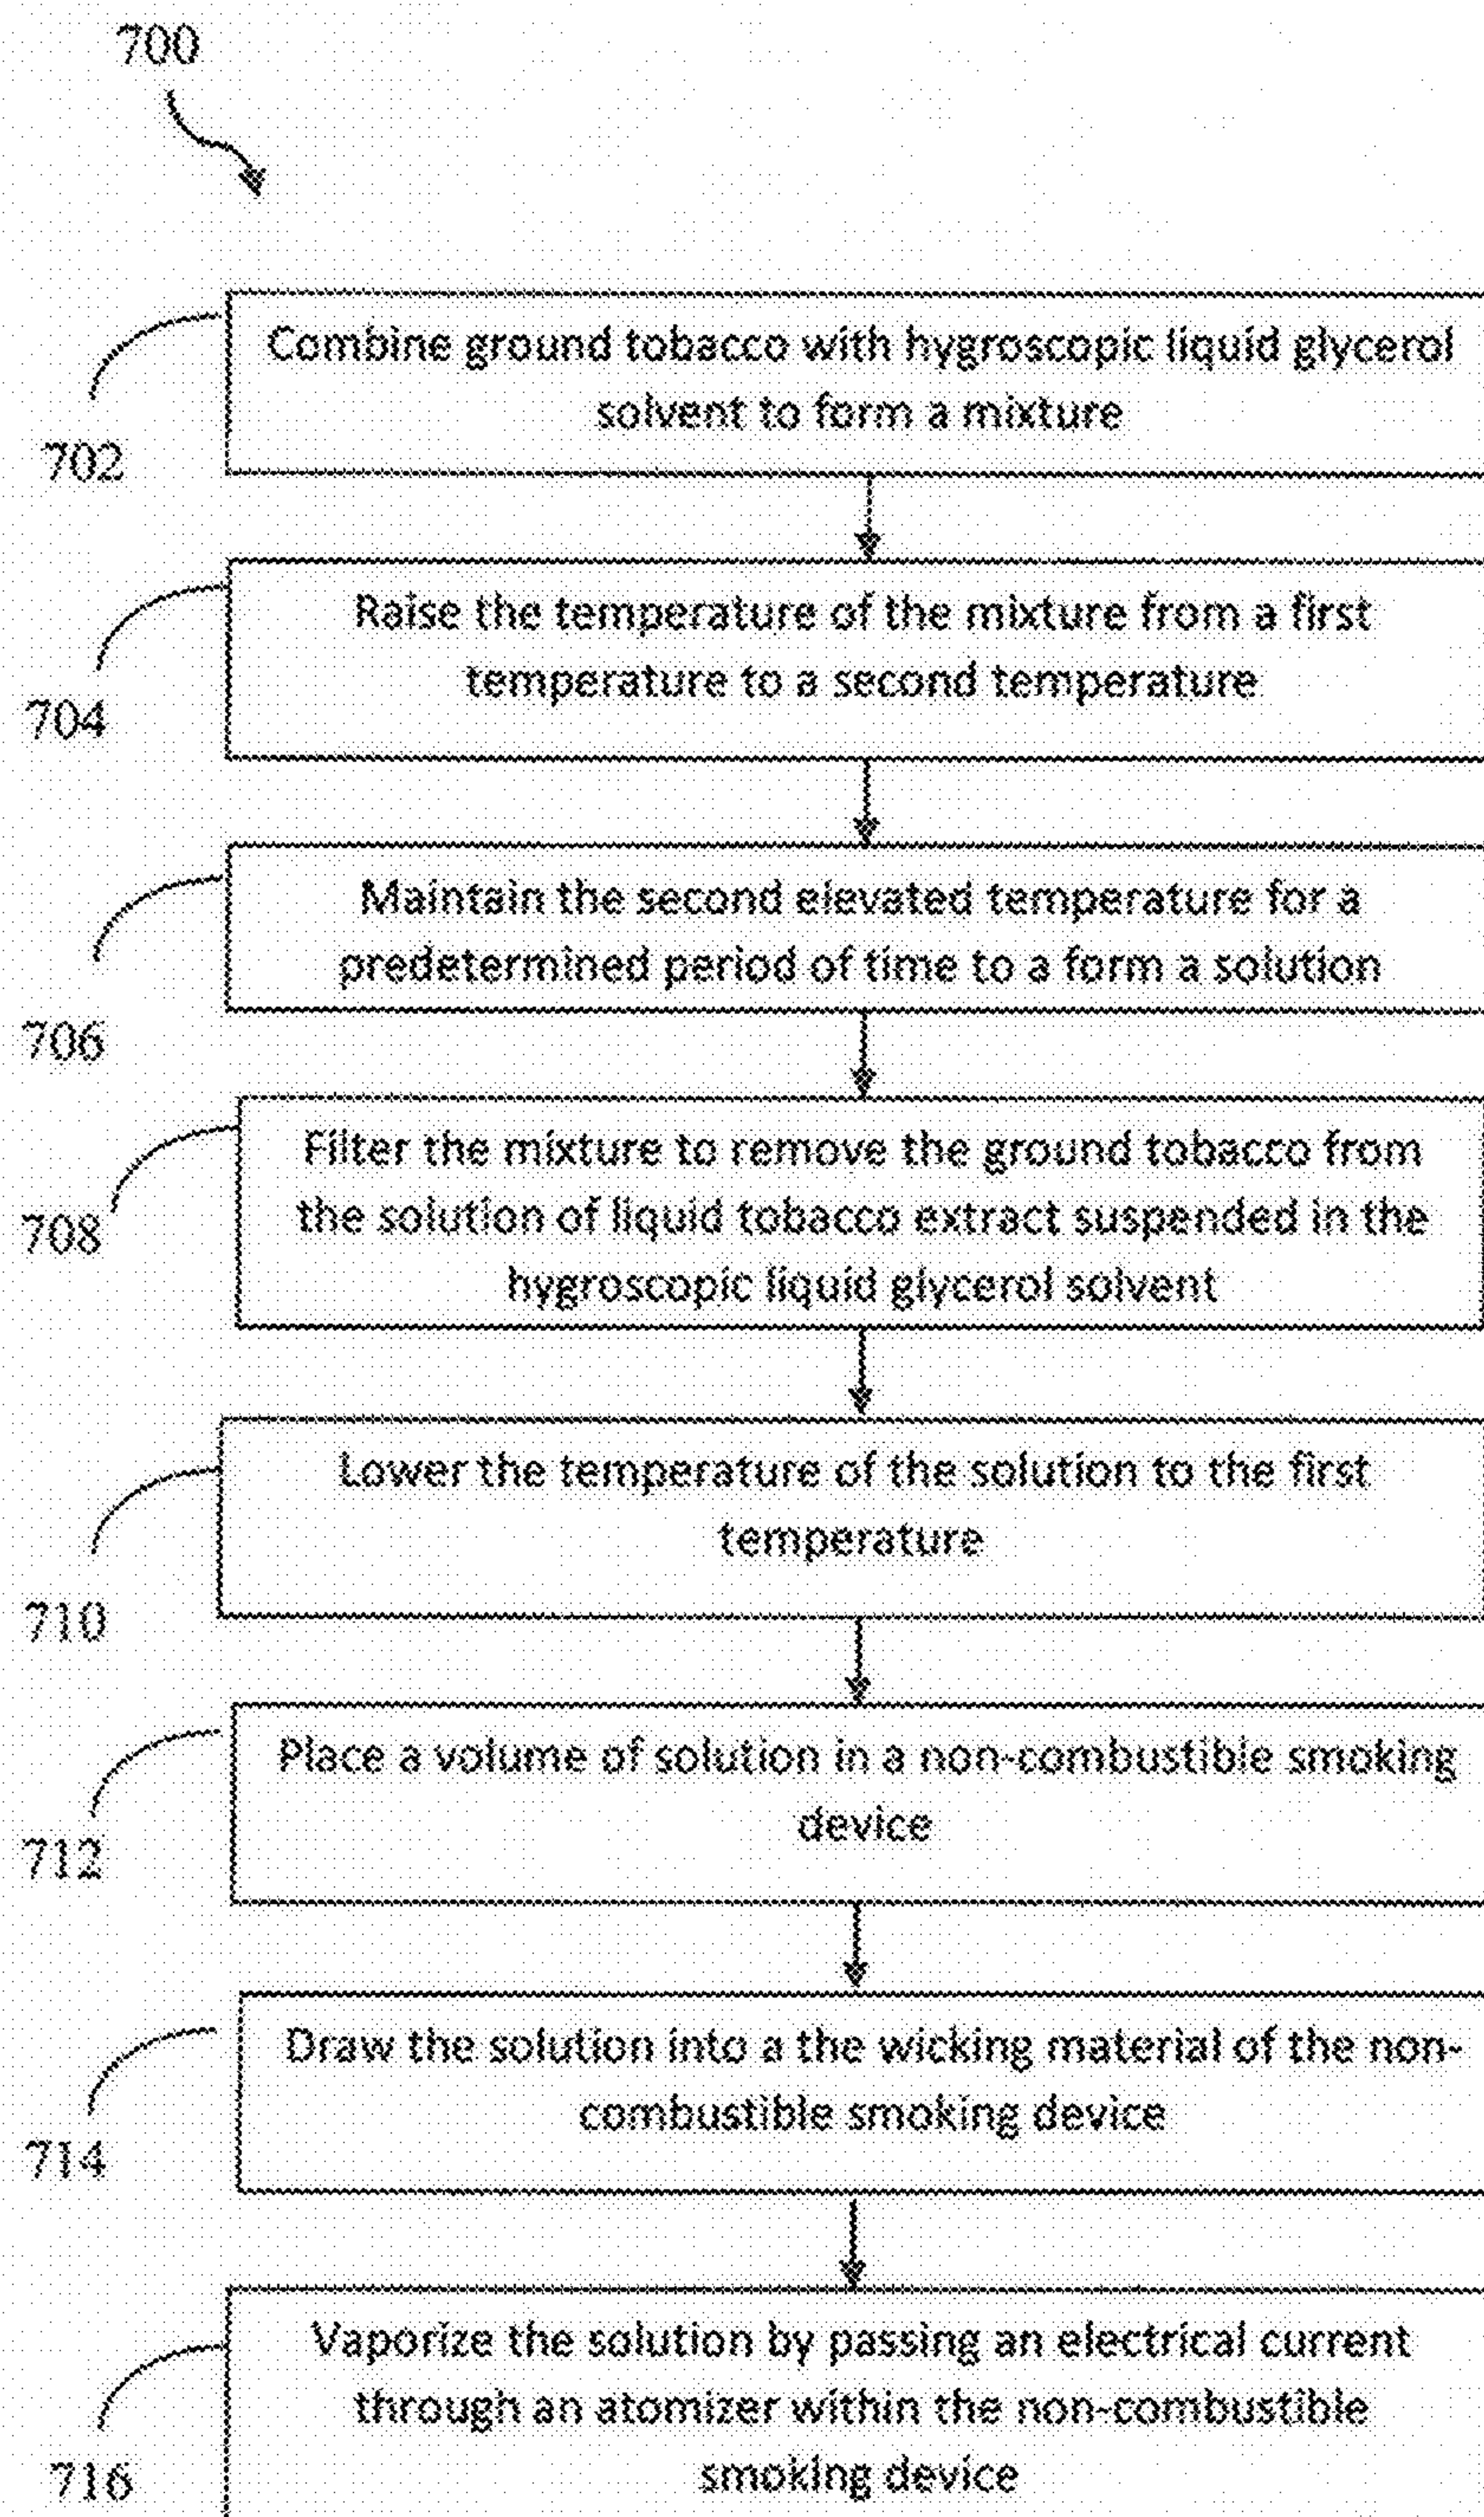 700
702
Combine ground tobacco with hygroscopic liquid glycerol
solvent to form a mixture
704
Raise the temperature of the mixture from a first
temperature to a second temperature
706
Maintain the second elevated temperature for a
predetermined period of time to a form a solution
708
Filter the mixture to remove the ground tobacco from
the solution of liquid tobacco extract suspended in the
hygroscopic liquid glycerol solvent
710
Lower the temperature of the solution to the first
temperature
712
Place a volume of solution in a non-combustible smoking
device
714
Draw the solution into a the wicking material of the non-
combustible smoking device
716
Vaporize the solution by passing an electrical current
through an atomizer within the non-combustible
smoking device